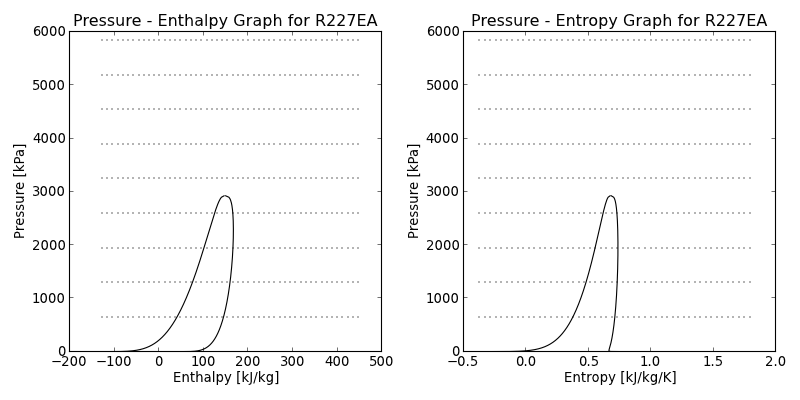 Pressure - Enthalpy Graph for R227EA
6000
5000
4000
3000
2000
1000
0
Pressure [kPa]
−200 −100 0 100 200 300 400 500
Enthalpy [kJ/kg]
Pressure - Entropy Graph for R227EA
6000
5000
4000
3000
2000
1000
0
Pressure [kPa]
−0.5 0.0 0.5 1.0 1.5 2.0
Entropy [kJ/kg/K]